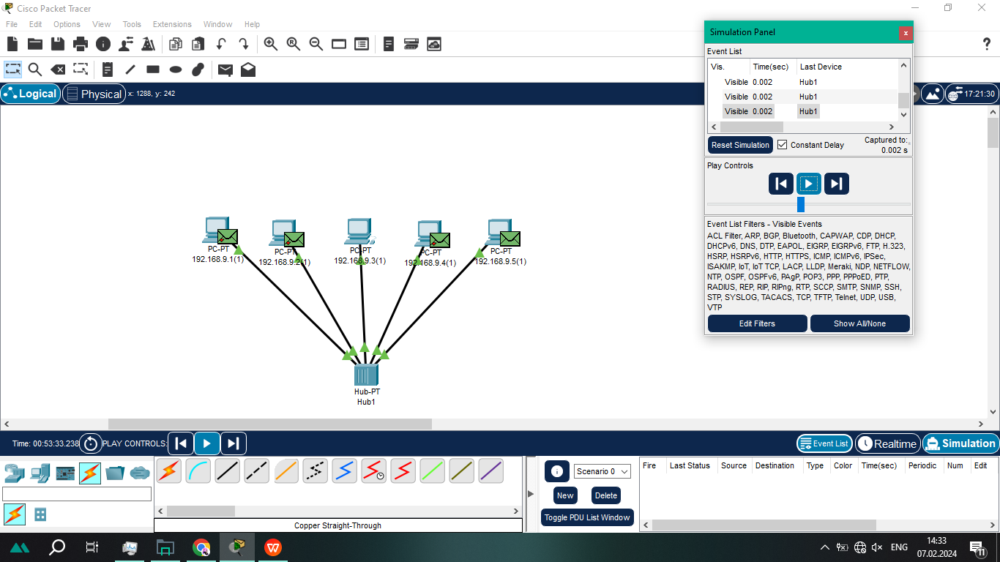 Cisco Packet Tracer
File Edit Options View Tools Extensions Window Help
?
Logical Physical x: 1288, y: 242 17:21:30
Simulation Panel x
Event List
Vis. Time(sec) Last Device
Visible 0.002 Hub1
Visible 0.002 Hub1
Visible 0.002 Hub1
Reset Simulation Constant Delay Captured to:
0.002 s
Play Controls
Event List Filters - Visible Events
ACL Filter, ARP, BGP, Bluetooth, CAPWAP, CDP, DHCP,
DHCPv6, DNS, DTP, EAPOL, EIGRP, EIGRPv6, FTP, H.323,
HSRP, HSRPv6, HTTP, HTTPS, ICMP, ICMPv6, IPSec,
ISAKMP, IoT, IoT TCP, LACP, LLDP, Meraki, NDP, NETFLOW,
NTP, OSPF, OSPFv6, PAgP, POP3, PPP, PPPoED, PTP,
RADIUS, REP, RIP, RIPng, RTP, SCCP, SMTP, SNMP, SSH,
STP, SYSLOG, TACACS, TCP, TFTP, Telnet, UDP, USB,
VTP
Edit Filters Show All/None
PC-PT PC-PT PC-PT PC-PT PC-PT
192.168.9.1(1) 192.168.9.2(1) 192.168.9.3(1) 192.168.9.4(1) 192.168.9.5(1)
Hub-PT
Hub1
Time: 00:53:33.238 PLAY CONTROLS: Event List Realtime Simulation
Copper Straight-Through
Scenario 0
New Delete
Toggle PDU List Window
Fire Last Status Source Destination Type Color Time(sec) Periodic Num Edit
ENG 14:33
07.02.2024
11